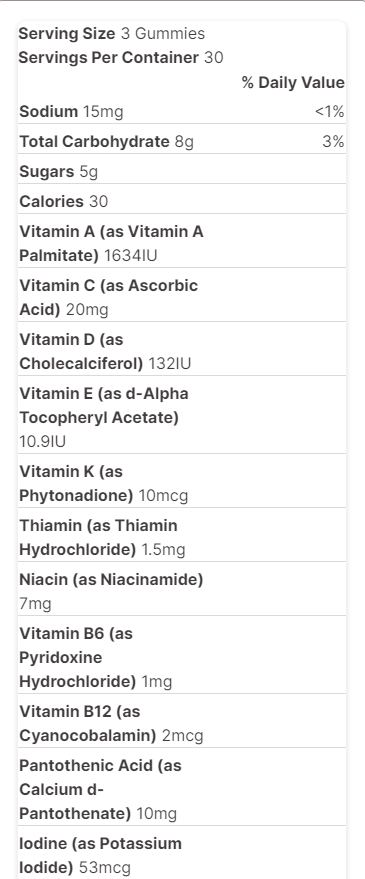 Serving Size 3 Gummies
Servings Per Container 30
% Daily Value
Sodium 15mg <1%
Total Carbohydrate 8g 3%
Sugars 5g
Calories 30
Vitamin A (as Vitamin A
Palmitate) 1634IU
Vitamin C (as Ascorbic
Acid) 20mg
Vitamin D (as
Cholecalciferol) 132IU
Vitamin E (as d-Alpha
Tocopheryl Acetate)
10.9IU
Vitamin K (as
Phytonadione) 10mcg
Thiamin (as Thiamin
Hydrochloride) 1.5mg
Niacin (as Niacinamide)
7mg
Vitamin B6 (as
Pyridoxine
Hydrochloride) 1mg
Vitamin B12 (as
Cyanocobalamin) 2mcg
Pantothenic Acid (as
Calcium d-
Pantothenate) 10mg
Iodine (as Potassium
Iodide) 53mcg